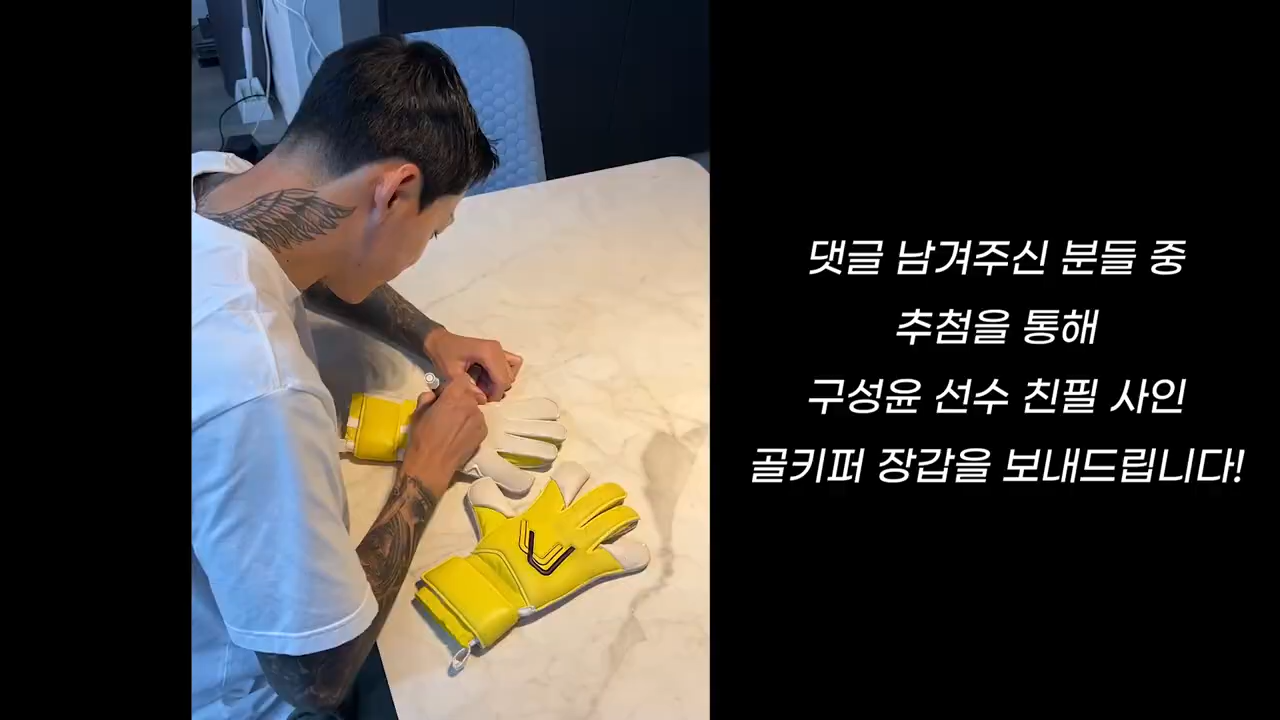 댓글 남겨주신 분들 중
추첨을 통해
구성윤 선수 친필 사인
골키퍼 장갑을 보내드립니다!